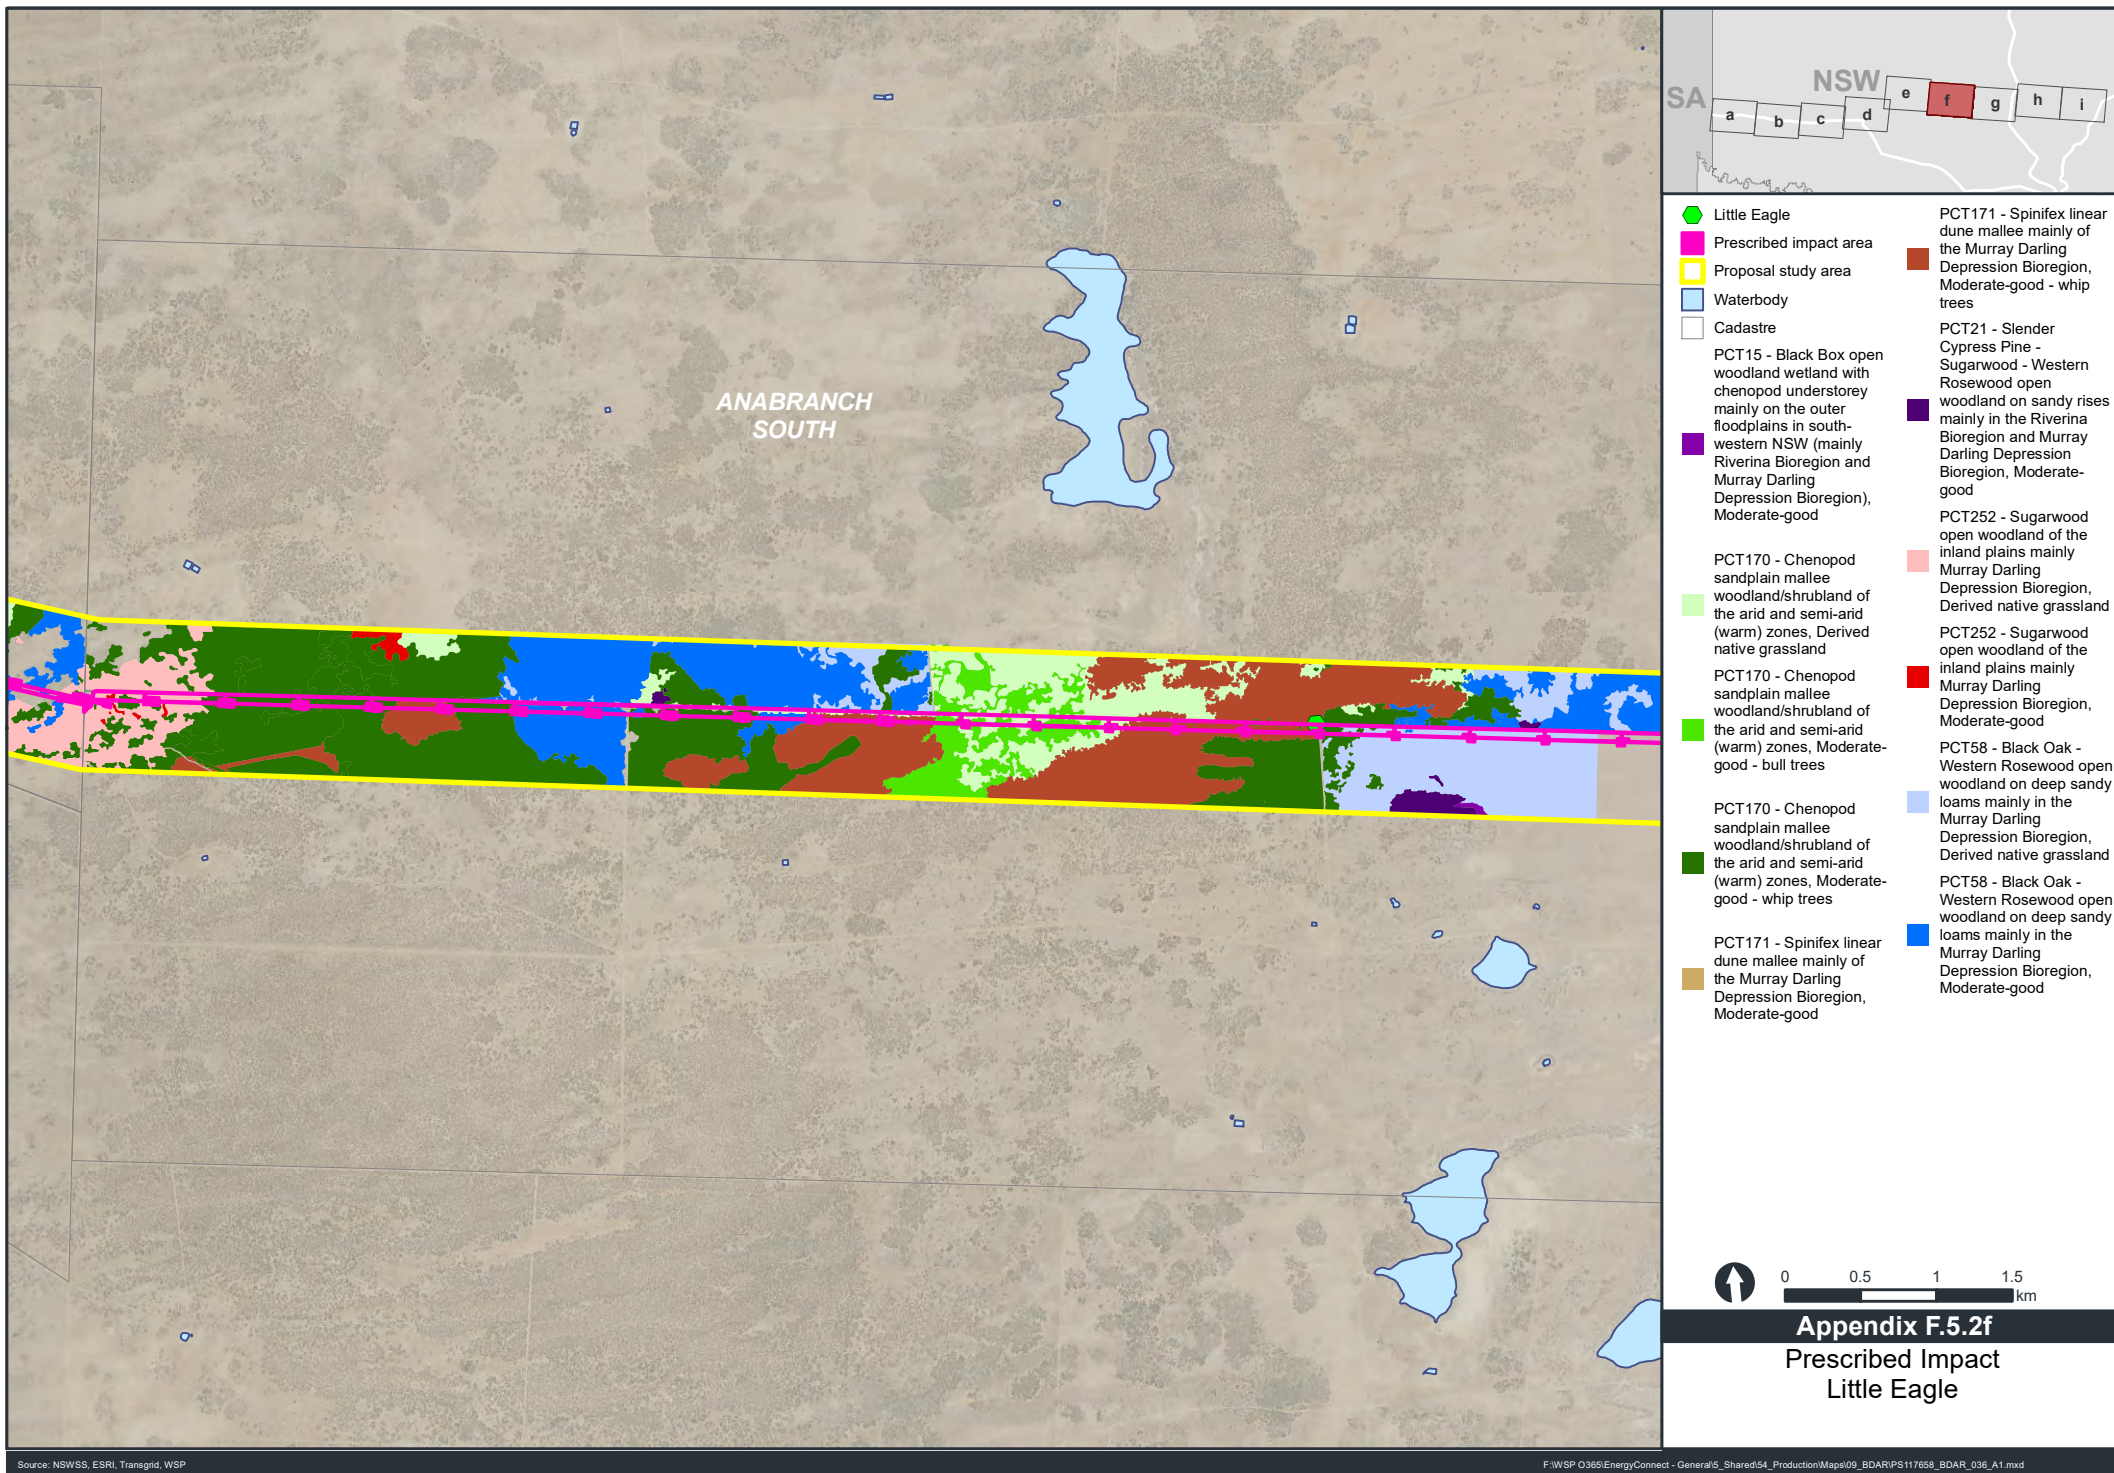 ANABRANCH
SOUTH
SA
NSW
a
b
c
d
e
f
g
h
i
Little Eagle
Prescribed impact area
Proposal study area
Waterbody
Cadastre
PCT15 - Black Box open
woodland wetland with
chenopod understorey
mainly on the outer
floodplains in south-
western NSW (mainly
Riverina Bioregion and
Murray Darling
Depression Bioregion),
Moderate-good
PCT170 - Chenopod
sandplain mallee
woodland/shrubland of
the arid and semi-arid
(warm) zones, Derived
native grassland
PCT170 - Chenopod
sandplain mallee
woodland/shrubland of
the arid and semi-arid
(warm) zones, Moderate-
good - bull trees
PCT170 - Chenopod
sandplain mallee
woodland/shrubland of
the arid and semi-arid
(warm) zones, Moderate-
good - whip trees
PCT171 - Spinifex linear
dune mallee mainly of
the Murray Darling
Depression Bioregion,
Moderate-good
PCT171 - Spinifex linear
dune mallee mainly of
the Murray Darling
Depression Bioregion,
Moderate-good - whip
trees
PCT21 - Slender
Cypress Pine -
Sugarwood - Western
Rosewood open
woodland on sandy rises
mainly in the Riverina
Bioregion and Murray
Darling Depression
Bioregion, Moderate-
good
PCT252 - Sugarwood
open woodland of the
inland plains mainly
Murray Darling
Depression Bioregion,
Derived native grassland
PCT252 - Sugarwood
open woodland of the
inland plains mainly
Murray Darling
Depression Bioregion,
Moderate-good
PCT58 - Black Oak -
Western Rosewood open
woodland on deep sandy
loams mainly in the
Murray Darling
Depression Bioregion,
Derived native grassland
PCT58 - Black Oak -
Western Rosewood open
woodland on deep sandy
loams mainly in the
Murray Darling
Depression Bioregion,
Moderate-good
0 0.5 1 1.5
km
Appendix F.5.2f
Prescribed Impact
Little Eagle
Source: NSWSS, ESRI, Transgrid, WSP
F:\WSP O365\EnergyConnect - General\5_Shared\54_Production\Maps\09_BDAR\PS117658_BDAR_036_A1.mxd